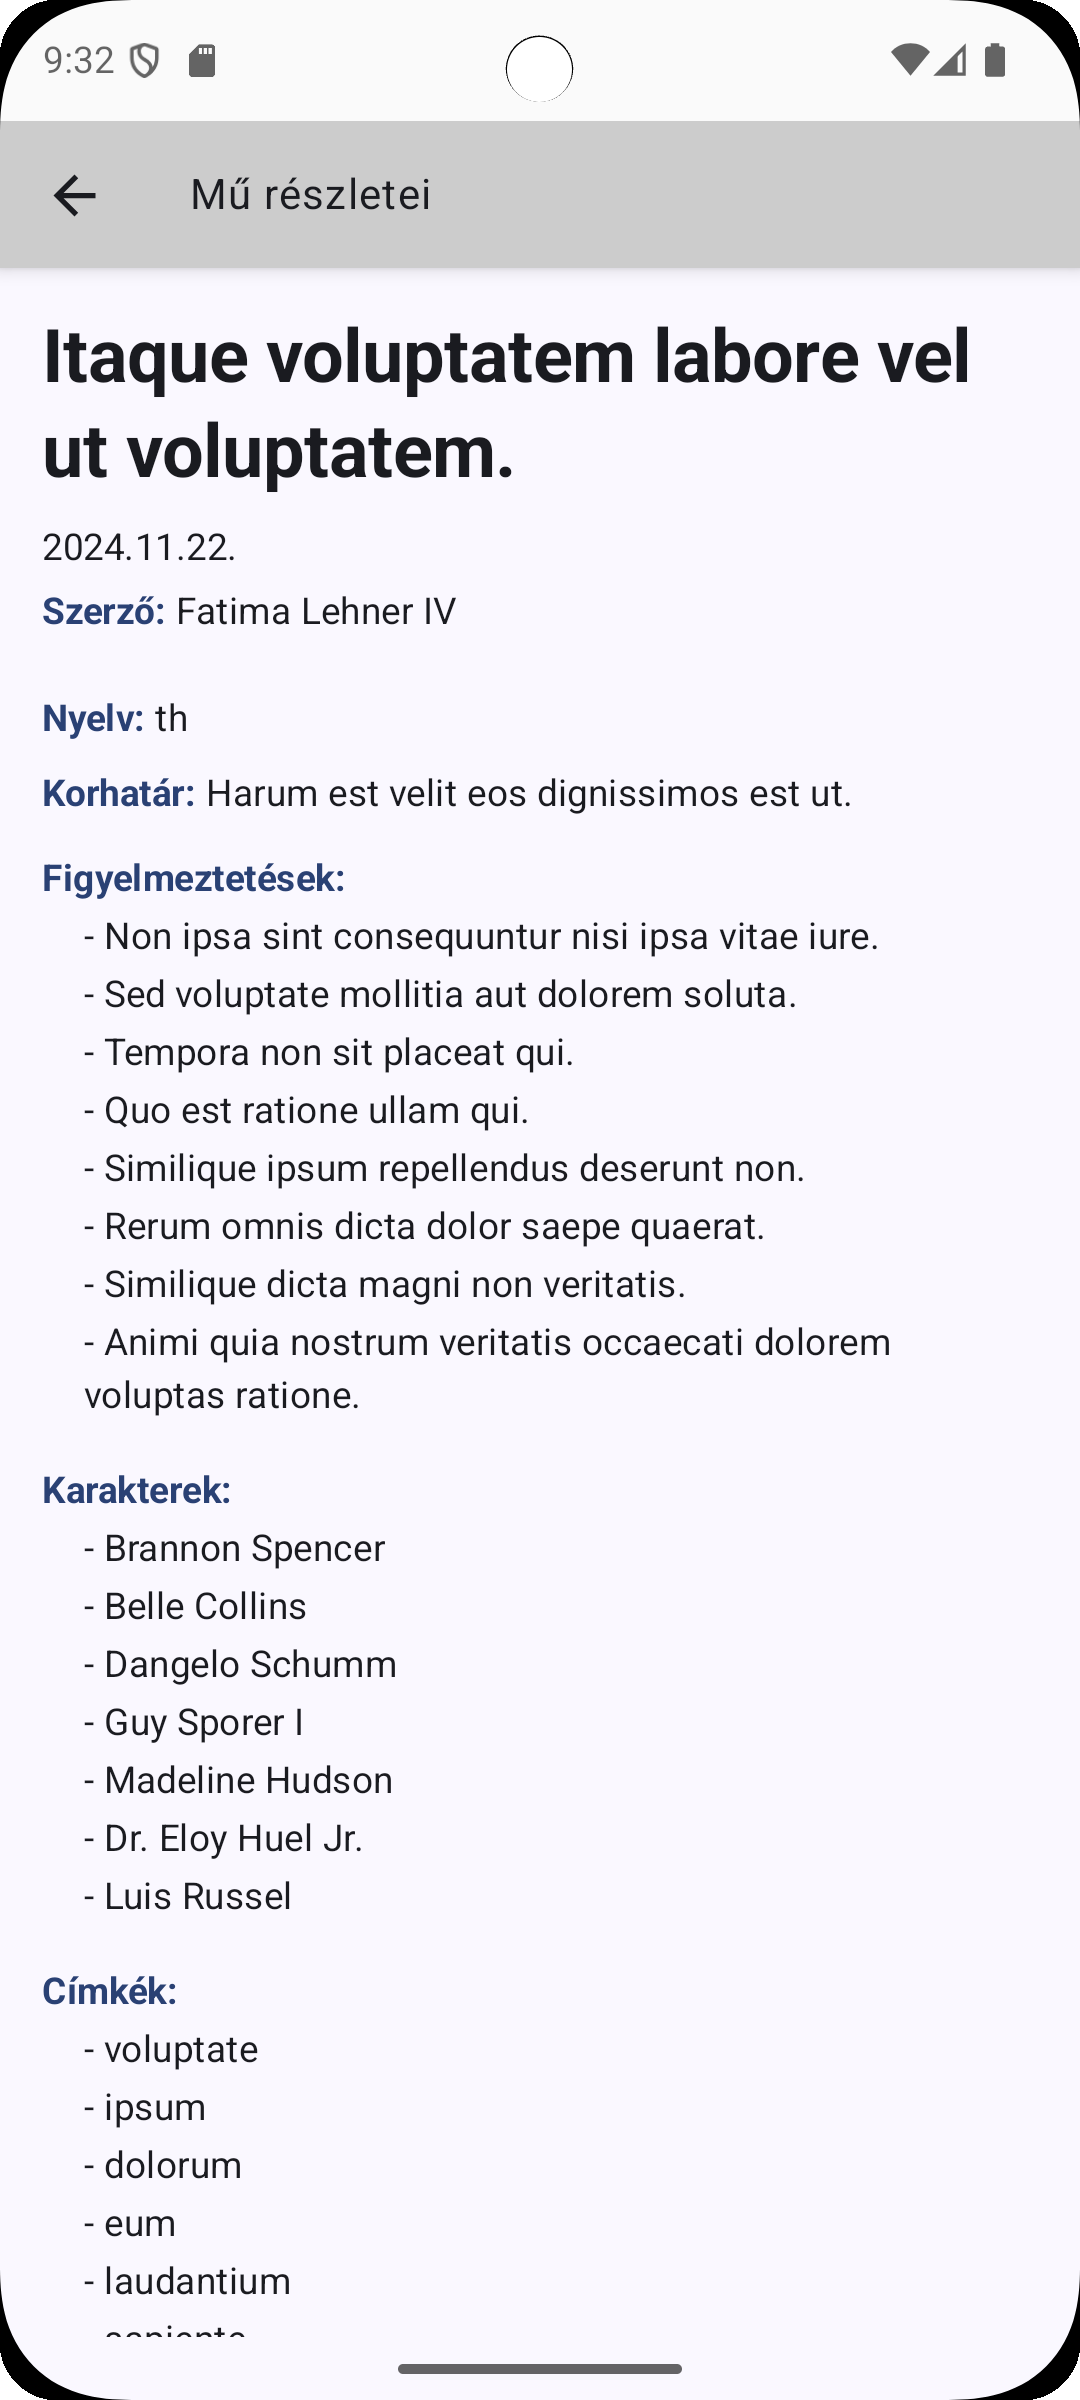 9:32
Mű részletei
Itaque voluptatem labore vel
ut voluptatem.
2024.11.22.
Szerző: Fatima Lehner IV
Nyelv: th
Korhatár: Harum est velit eos dignissimos est ut.
Figyelmeztetések:
- Non ipsa sint consequuntur nisi ipsa vitae iure.
- Sed voluptate mollitia aut dolorem soluta.
- Tempora non sit placeat qui.
- Quo est ratione ullam qui.
- Similique ipsum repellendus deserunt non.
- Rerum omnis dicta dolor saepe quaerat.
- Similique dicta magni non veritatis.
- Animi quia nostrum veritatis occaecati dolorem
voluptas ratione.
Karakterek:
- Brannon Spencer
- Belle Collins
- Dangelo Schumm
- Guy Sporer I
- Madeline Hudson
- Dr. Eloy Huel Jr.
- Luis Russel
Címkék:
- voluptate
- ipsum
- dolorum
- eum
- laudantium